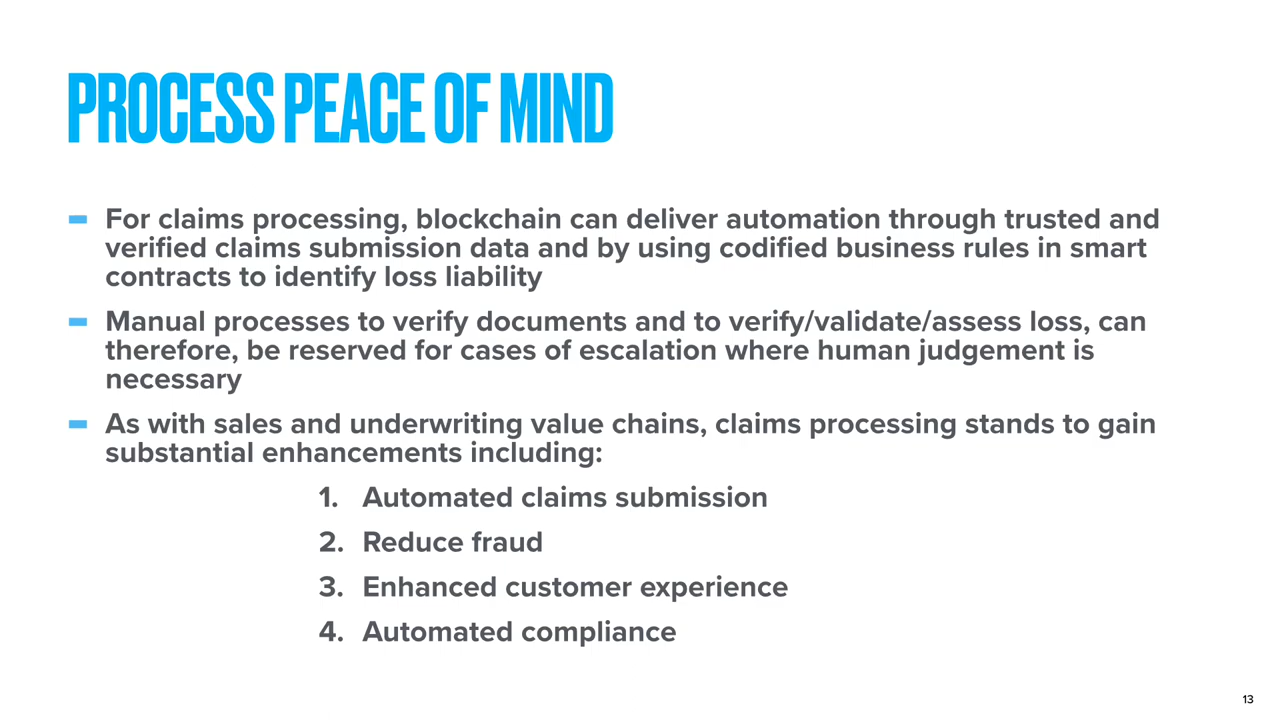 PROCESS PEACE OF MIND
For claims processing, blockchain can deliver automation through trusted and
verified claims submission data and by using codified business rules in smart
contracts to identify loss liability
Manual processes to verify documents and to verify/validate/assess loss, can
therefore, be reserved for cases of escalation where human judgement is
necessary
As with sales and underwriting value chains, claims processing stands to gain
substantial enhancements including:
1. Automated claims submission
2. Reduce fraud
3. Enhanced customer experience
4. Automated compliance
13